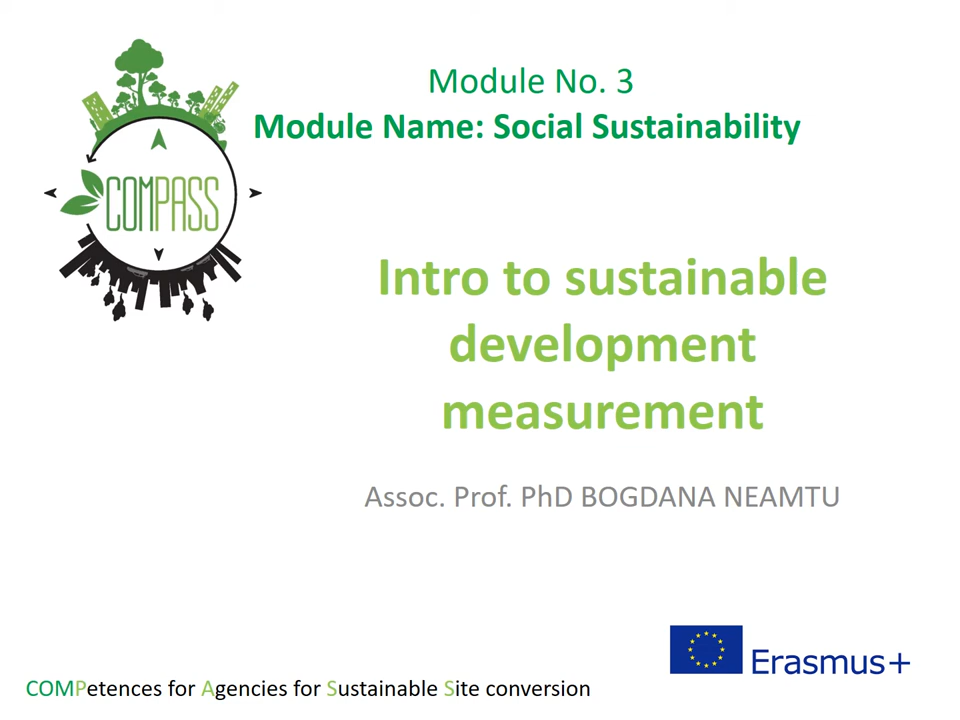 Module No. 3
Module Name: Social Sustainability
COMPASS
Intro to sustainable
development
measurement
Assoc. Prof. PhD BOGDANA NEAMTU
Erasmus+
COMPetences for Agencies for Sustainable Site conversion